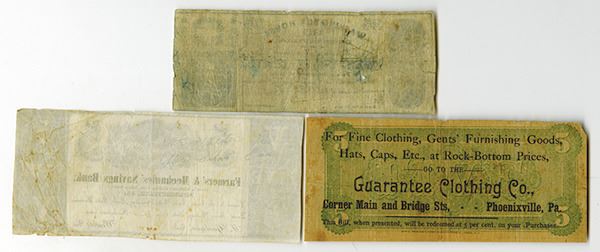 Farmers' & Mechanics' Savings Bank.
For Fine Clothing, Gents' Furnishing Goods,
Hats, Caps, Etc., at Rock-Bottom Prices,
GO TO THE
Guarantee Clothing Co.,
Corner Main and Bridge Sts, - - Phoenixville, Pa.
This Bill, when presented, will be redeemed at 5 per cent. on your Purchases.
5
5
5
5